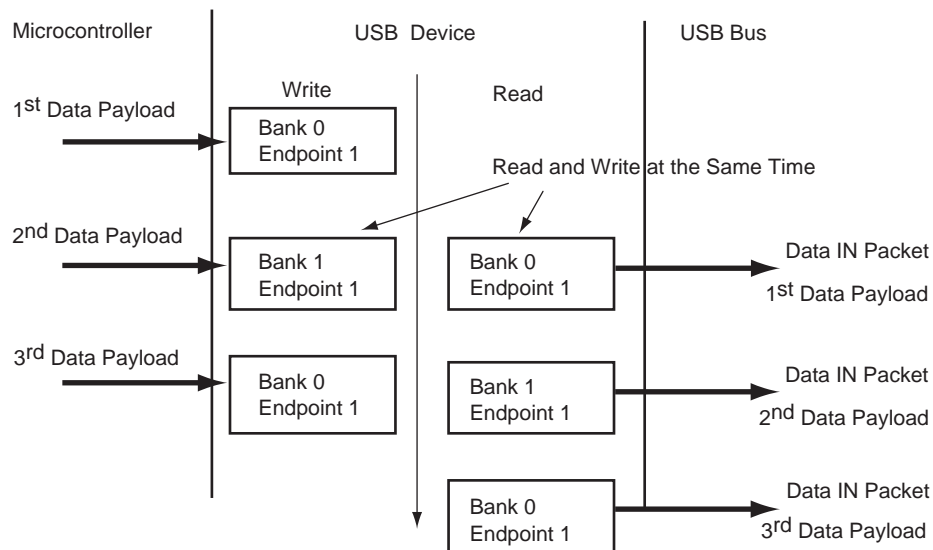 Microcontroller
USB Device
USB Bus
Write
Read
1st Data Payload
Bank 0
Endpoint 1
Read and Write at the Same Time
2nd Data Payload
Bank 1
Endpoint 1
Bank 0
Endpoint 1
Data IN Packet
1st Data Payload
3rd Data Payload
Bank 0
Endpoint 1
Bank 1
Endpoint 1
Data IN Packet
2nd Data Payload
Bank 0
Endpoint 1
Data IN Packet
3rd Data Payload